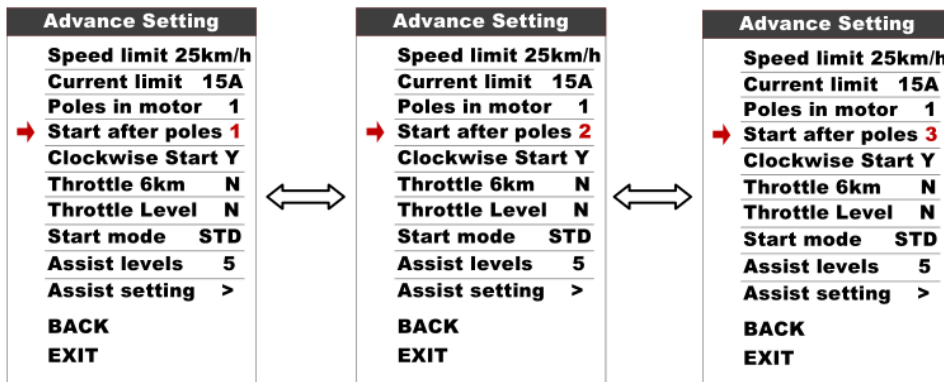 Advance Setting
Speed limit 25km/h
Current limit 15A
Poles in motor 1
Start after poles 1
Clockwise Start Y
Throttle 6km N
Throttle Level N
Start mode STD
Assist levels 5
Assist setting >
BACK
EXIT
Advance Setting
Speed limit 25km/h
Current limit 15A
Poles in motor 1
Start after poles 2
Clockwise Start Y
Throttle 6km N
Throttle Level N
Start mode STD
Assist levels 5
Assist setting >
BACK
EXIT
Advance Setting
Speed limit 25km/h
Current limit 15A
Poles in motor 1
Start after poles 3
Clockwise Start Y
Throttle 6km N
Throttle Level N
Start mode STD
Assist levels 5
Assist setting >
BACK
EXIT